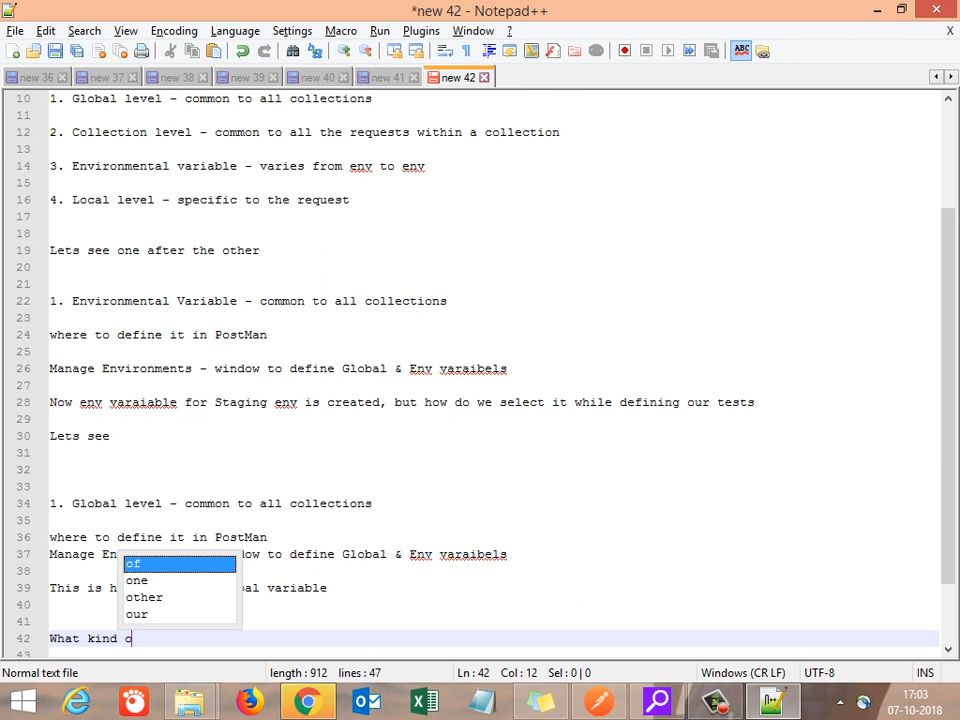 *new 42 - Notepad++
File Edit Search View Encoding Language Settings Macro Run Plugins Window ? X
new 36 new 37 new 38 new 39 new 40 new 41 new 42
10 1. Global level - common to all collections
11
12 2. Collection level - common to all the requests within a collection
13
14 3. Environmental variable - varies from env to env
15
16 4. Local level - specific to the request
17
18
19 Lets see one after the other
20
21
22 1. Environmental Variable - common to all collections
23
24 where to define it in PostMan
25
26 Manage Environments - window to define Global & Env varaibels
27
28 Now env varaiable for Staging env is created, but how do we select it while defining our tests
29
30 Lets see
31
32
33
34 1. Global level - common to all collections
35
36 where to define it in PostMan
37 Manage En ow to define Global & Env varaibels
38
39 This is h bal variable
40
41
42 What kind o
43
of
one
other
our
Normal text file length : 912 lines : 47 Ln : 42 Col : 12 Sel : 0 | 0 Windows (CR LF) UTF-8 INS
17:03
07-10-2018